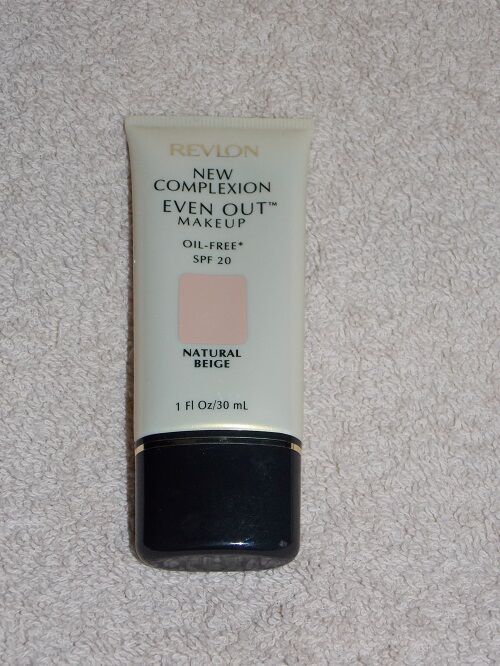 REVLON
NEW
COMPLEXION
EVEN OUT™
MAKEUP
OIL-FREE*
SPF 20
NATURAL
BEIGE
1 Fl Oz/30 mL